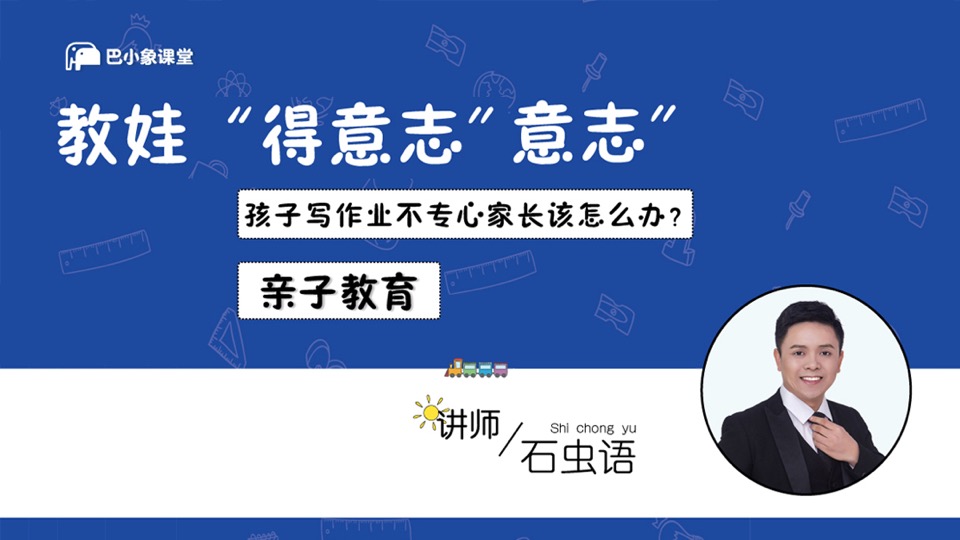 巴小象课堂
教娃 “得意志” 意志”
孩子写作业不专心家长该怎么办?
亲子教育
讲师
Shi chong yu
石虫语